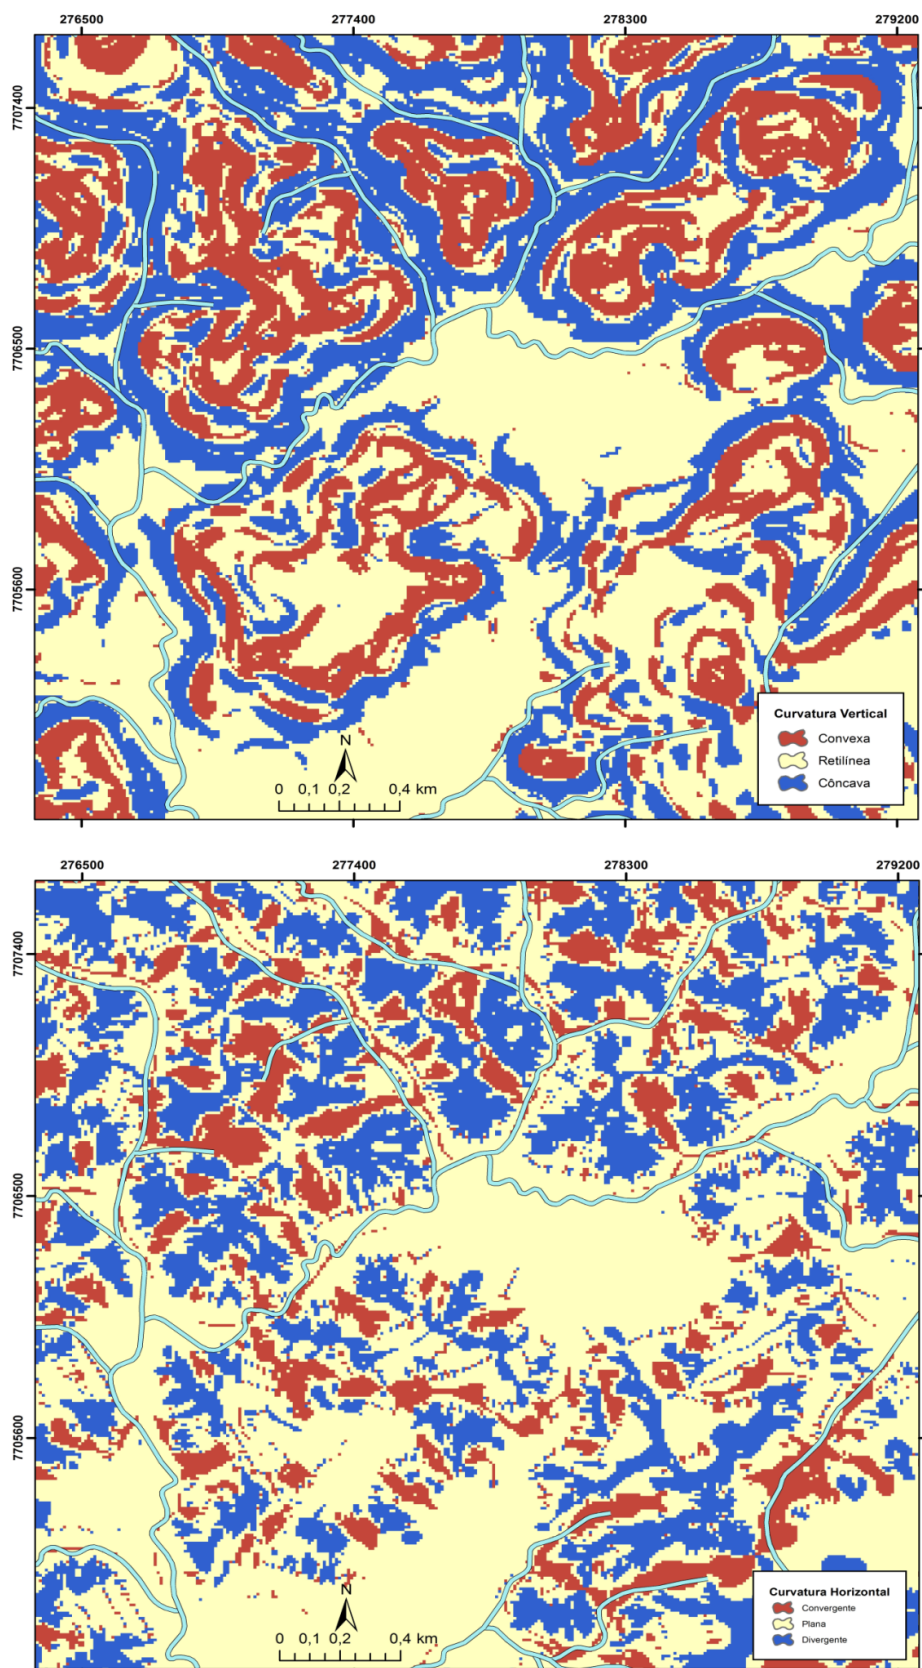 276500 277400 278300 279200
7707400
7706500
7705600
Curvatura Vertical
Convexa
Retilínea
Côncava
N
0 0,1 0,2 0,4 km
276500 277400 278300 279200
7707400
7706500
7705600
Curvatura Horizontal
Convergente
Plana
Divergente
N
0 0,1 0,2 0,4 km